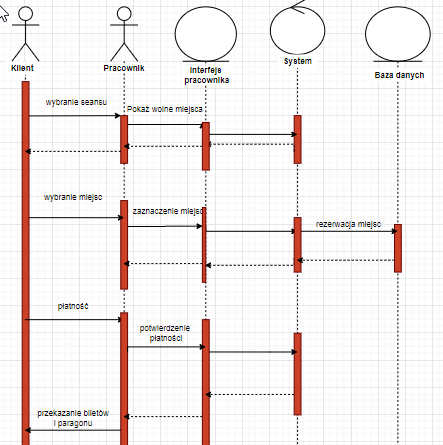 Klient
Pracownik
Interfejs
pracownika
System
Baza danych
wybranie seansu
Pokaż wolne miejsca
wybranie miejsc
zaznaczenie miejsca
rezerwacja miejsc
płatność
potwierdzenie
płatności
przekazanie biletów
i paragonu